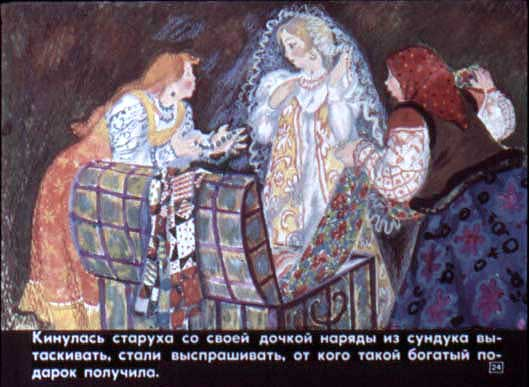 Кинулась старуха со своей дочкой наряды из сундука вы-
таскивать, стали выспрашивать, от кого такой богатый по-
дарок получила.
24